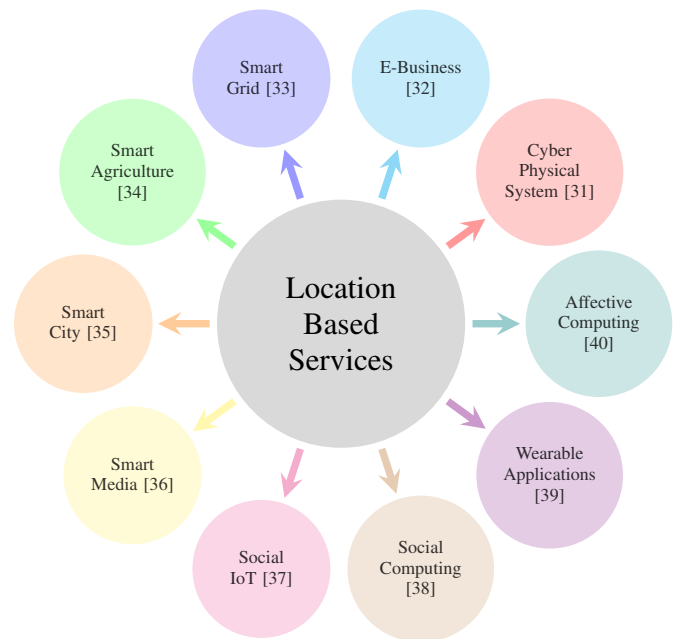 Smart
Grid [33]
E-Business
[32]
Smart
Agriculture
[34]
Cyber
Physical
System [31]
Location
Based
Services
Smart
City [35]
Affective
Computing
[40]
Smart
Media [36]
Wearable
Applications
[39]
Social
IoT [37]
Social
Computing
[38]